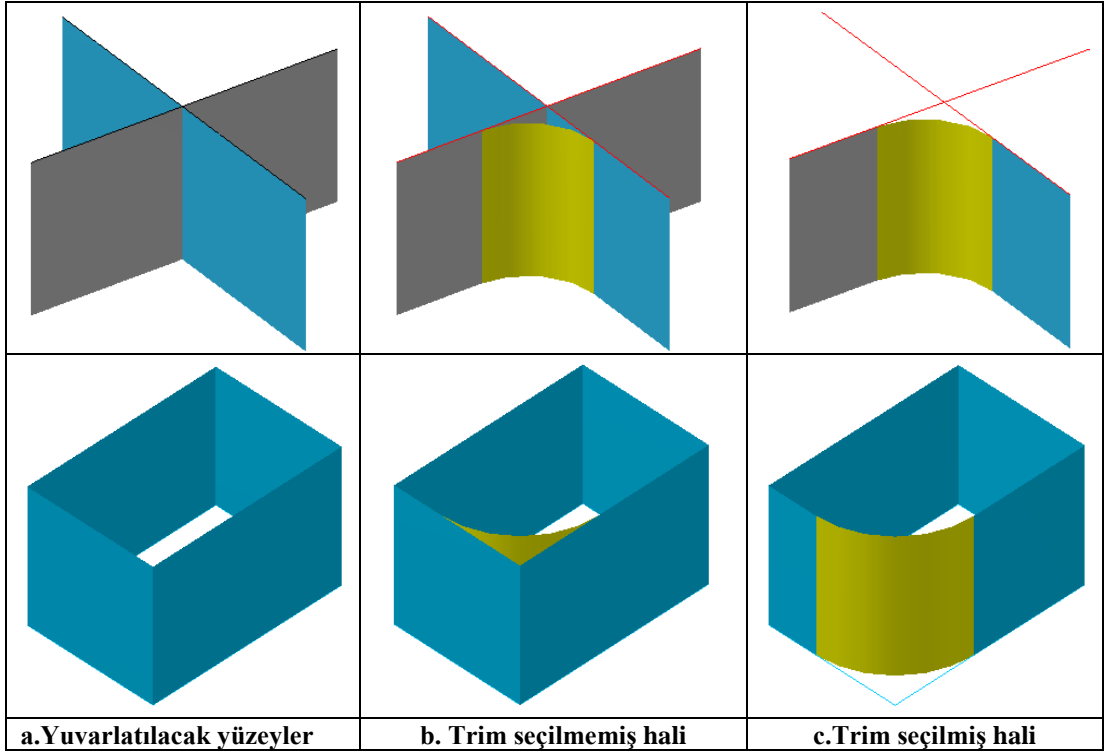 a.Yuvarlatılacak yüzeyler
b. Trim seçilmemiş hali
c.Trim seçilmiş hali